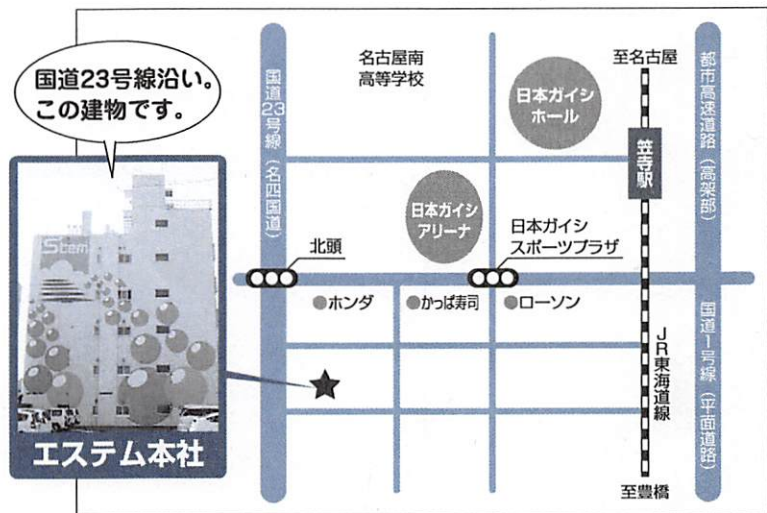 国道23号線沿い。
この建物です。
Stem
エステム本社
国道23号線(名四国道)
名古屋南
高等学校
日本ガイシ
ホール
至名古屋
笠寺駅
都市高速道路(高架部)
日本ガイシ
アリーナ
北頭
日本ガイシ
スポーツプラザ
●ホンダ
●かっぱ寿司
●ローソン
JR東海道線
国道1号線(平面道路)
至豊橋